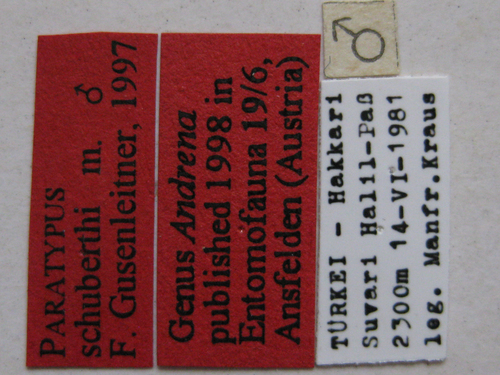 PARATYPUS
schuberthi m. ♂
F. Gusenleitner, 1997
Genus Andrena
published 1998 in
Entomofauna 19/6,
Ansfelden (Austria)
♂
TÜRKEI - Hakkari
Suvari Halil-Paß
2300m 14-VI-1981
leg. Manfr.Kraus